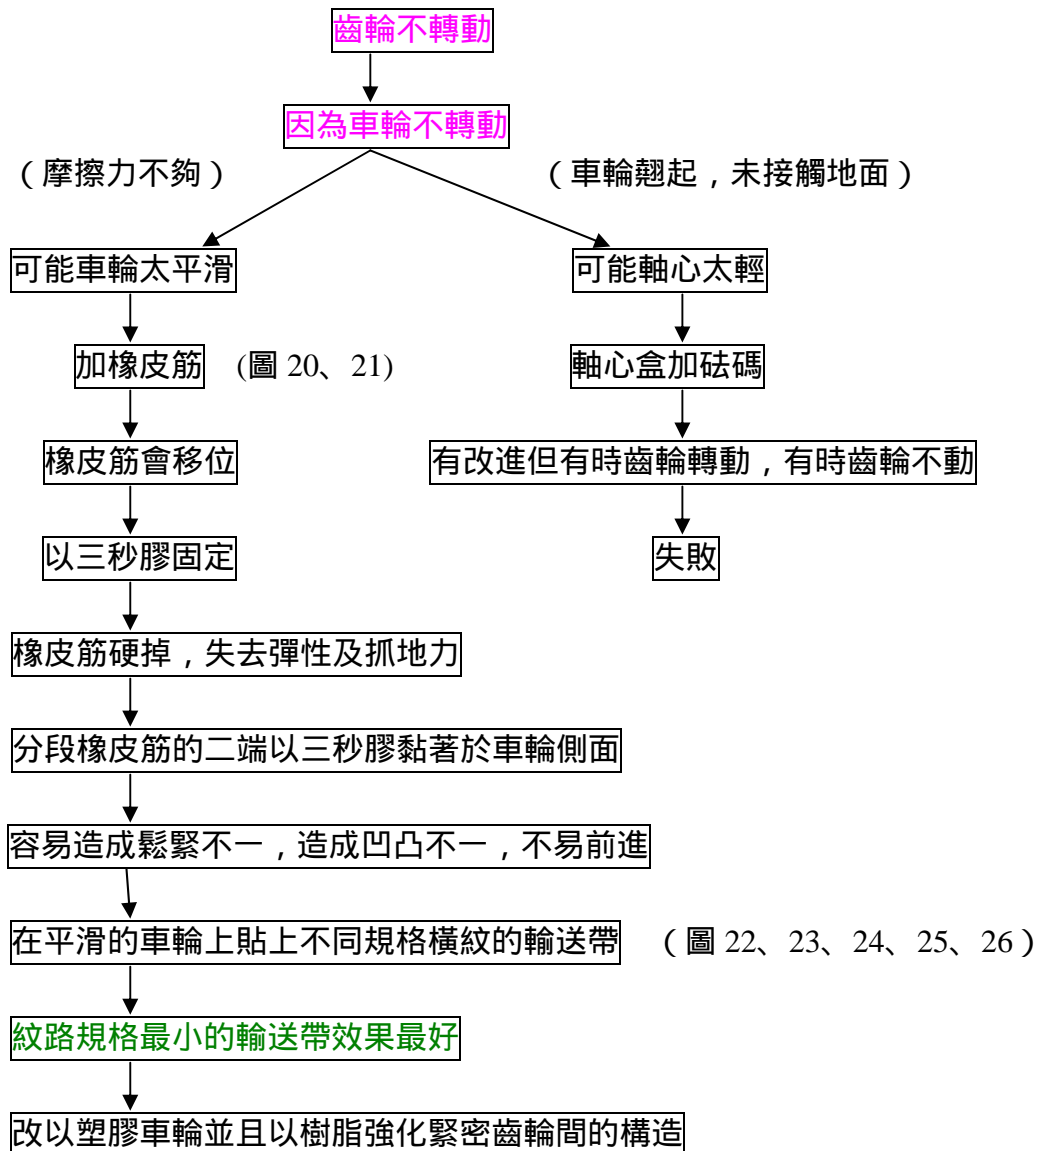 齒輪不轉動
因為車輪不轉動
（摩擦力不夠）
（車輪翹起，未接觸地面）
可能車輪太平滑
可能軸心太輕
加橡皮筋
(圖 20、21)
軸心盒加砝碼
橡皮筋會移位
有改進但有時齒輪轉動，有時齒輪不動
以三秒膠固定
失敗
橡皮筋硬掉，失去彈性及抓地力
分段橡皮筋的二端以三秒膠黏著於車輪側面
容易造成鬆緊不一，造成凹凸不一，不易前進
在平滑的車輪上貼上不同規格橫紋的輸送帶
（圖 22、23、24、25、26）
紋路規格最小的輸送帶效果最好
改以塑膠車輪並且以樹脂強化緊密齒輪間的構造